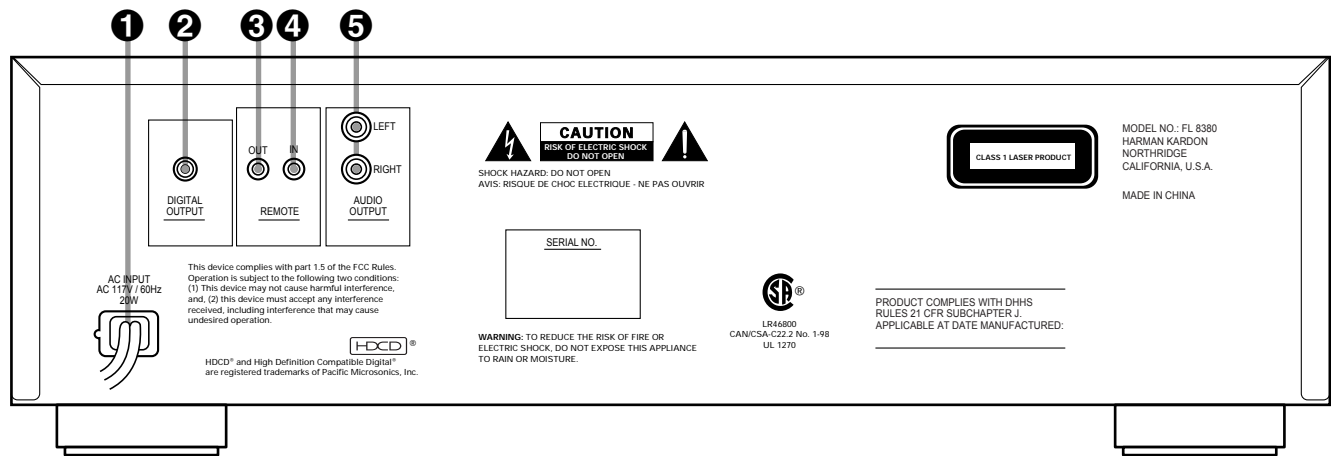 1 2 3 4 5
LEFT
RIGHT
OUT IN
DIGITAL
OUTPUT
REMOTE
AUDIO
OUTPUT
AC INPUT
AC 117V / 60Hz
20W
This device complies with part 1.5 of the FCC Rules.
Operation is subject to the following two conditions:
(1) This device may not cause harmful interference,
and, (2) this device must accept any interference
received, including interference that may cause
undesired operation.
HDCD ®
HDCD® and High Definition Compatible Digital®
are registered trademarks of Pacific Microsonics, Inc.
CAUTION
RISK OF ELECTRIC SHOCK
DO NOT OPEN
SHOCK HAZARD: DO NOT OPEN
AVIS: RISQUE DE CHOC ELECTRIQUE - NE PAS OUVRIR
SERIAL NO.
WARNING: TO REDUCE THE RISK OF FIRE OR
ELECTRIC SHOCK, DO NOT EXPOSE THIS APPLIANCE
TO RAIN OR MOISTURE.
SA ®
LR46800
CAN/CSA-C22.2 No. 1-98
UL 1270
CLASS 1 LASER PRODUCT
PRODUCT COMPLIES WITH DHHS
RULES 21 CFR SUBCHAPTER J.
APPLICABLE AT DATE MANUFACTURED:
MODEL NO.: FL 8380
HARMAN KARDON
NORTHRIDGE
CALIFORNIA, U.S.A.
MADE IN CHINA